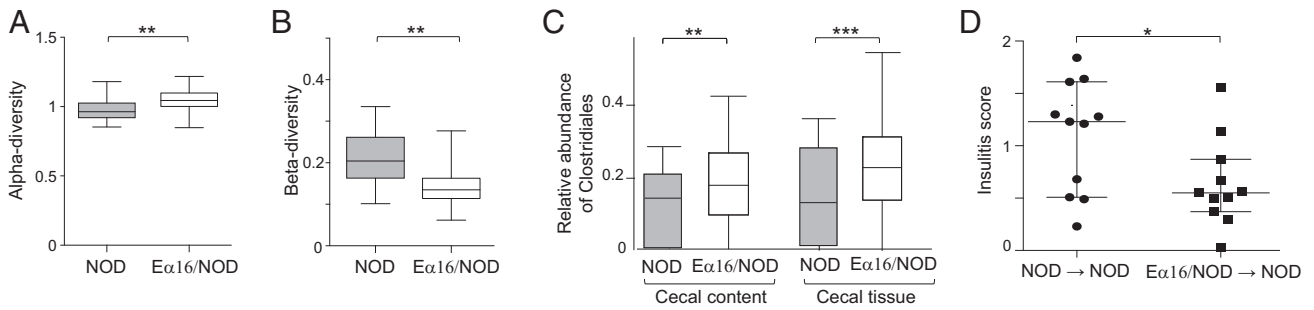 A
**
1.5
1
0.5
0
Alpha-diversity
NOD
Eα16/NOD
B
**
0.4
0.2
0
Beta-diversity
NOD
Eα16/NOD
C
**
***
0.4
0.2
0
Relative abundance
of Clostridiales
NOD
Eα16/NOD
NOD
Eα16/NOD
Cecal content
Cecal tissue
D
*
2
1
0
Insulitis score
NOD → NOD
Eα16/NOD → NOD